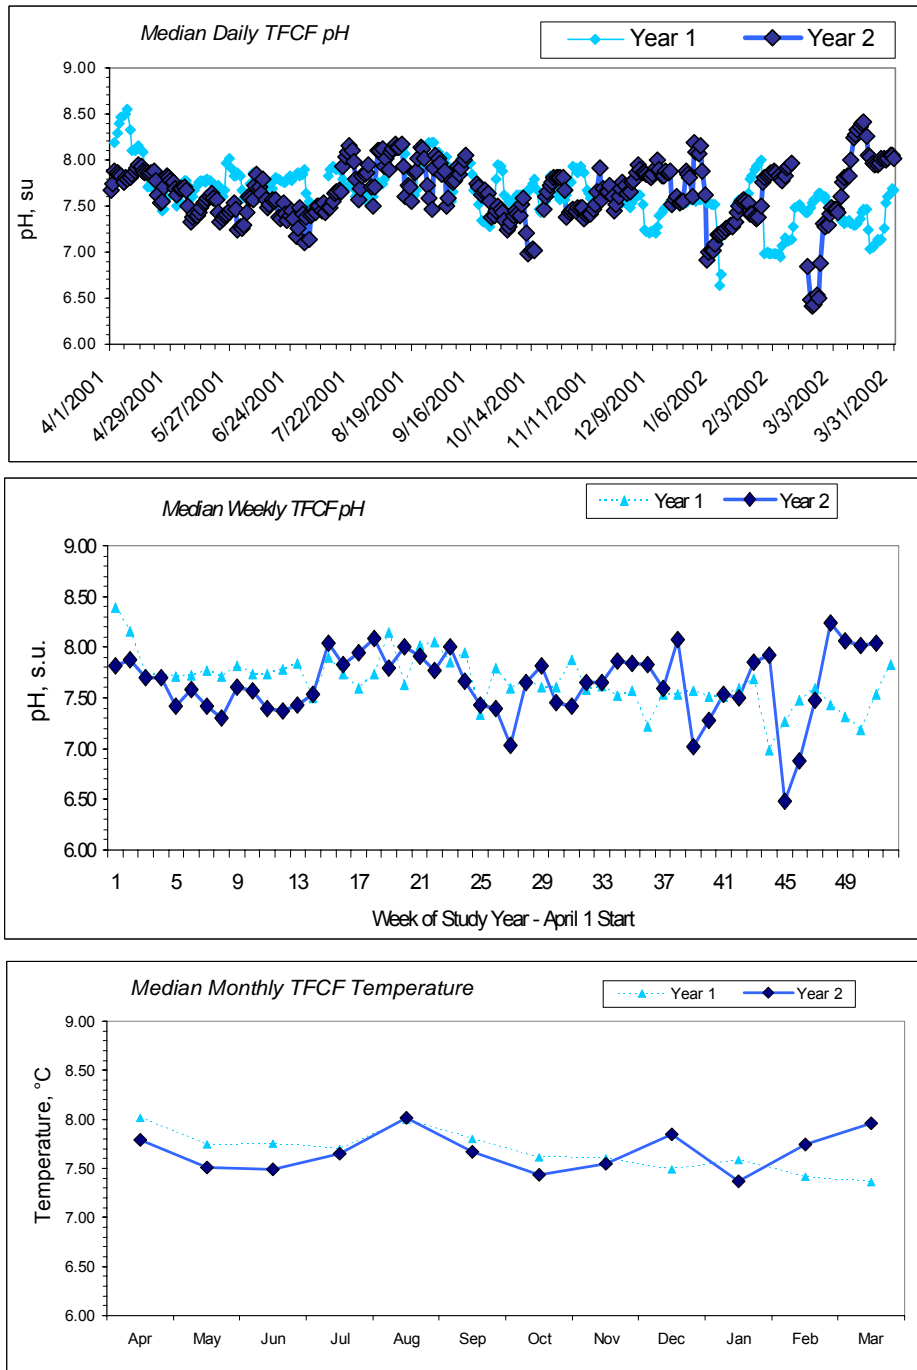 Median Daily TFCF pH
Year 1 Year 2
9.00
8.50
8.00
7.50
7.00
6.50
6.00
pH, su
4/1/2001 4/29/2001 5/27/2001 6/24/2001 7/22/2001 8/19/2001 9/16/2001 10/14/2001 11/11/2001 12/9/2001 1/6/2002 2/3/2002 3/3/2002 3/31/2002
Median Weekly TFCF pH
Year 1 Year 2
9.00
8.50
8.00
7.50
7.00
6.50
6.00
pH, s.u.
1 5 9 13 17 21 25 29 33 37 41 45 49
Week of Study Year - April 1 Start
Median Monthly TFCF Temperature
Year 1 Year 2
9.00
8.50
8.00
7.50
7.00
6.50
6.00
Temperature, °C
Apr May Jun Jul Aug Sep Oct Nov Dec Jan Feb Mar